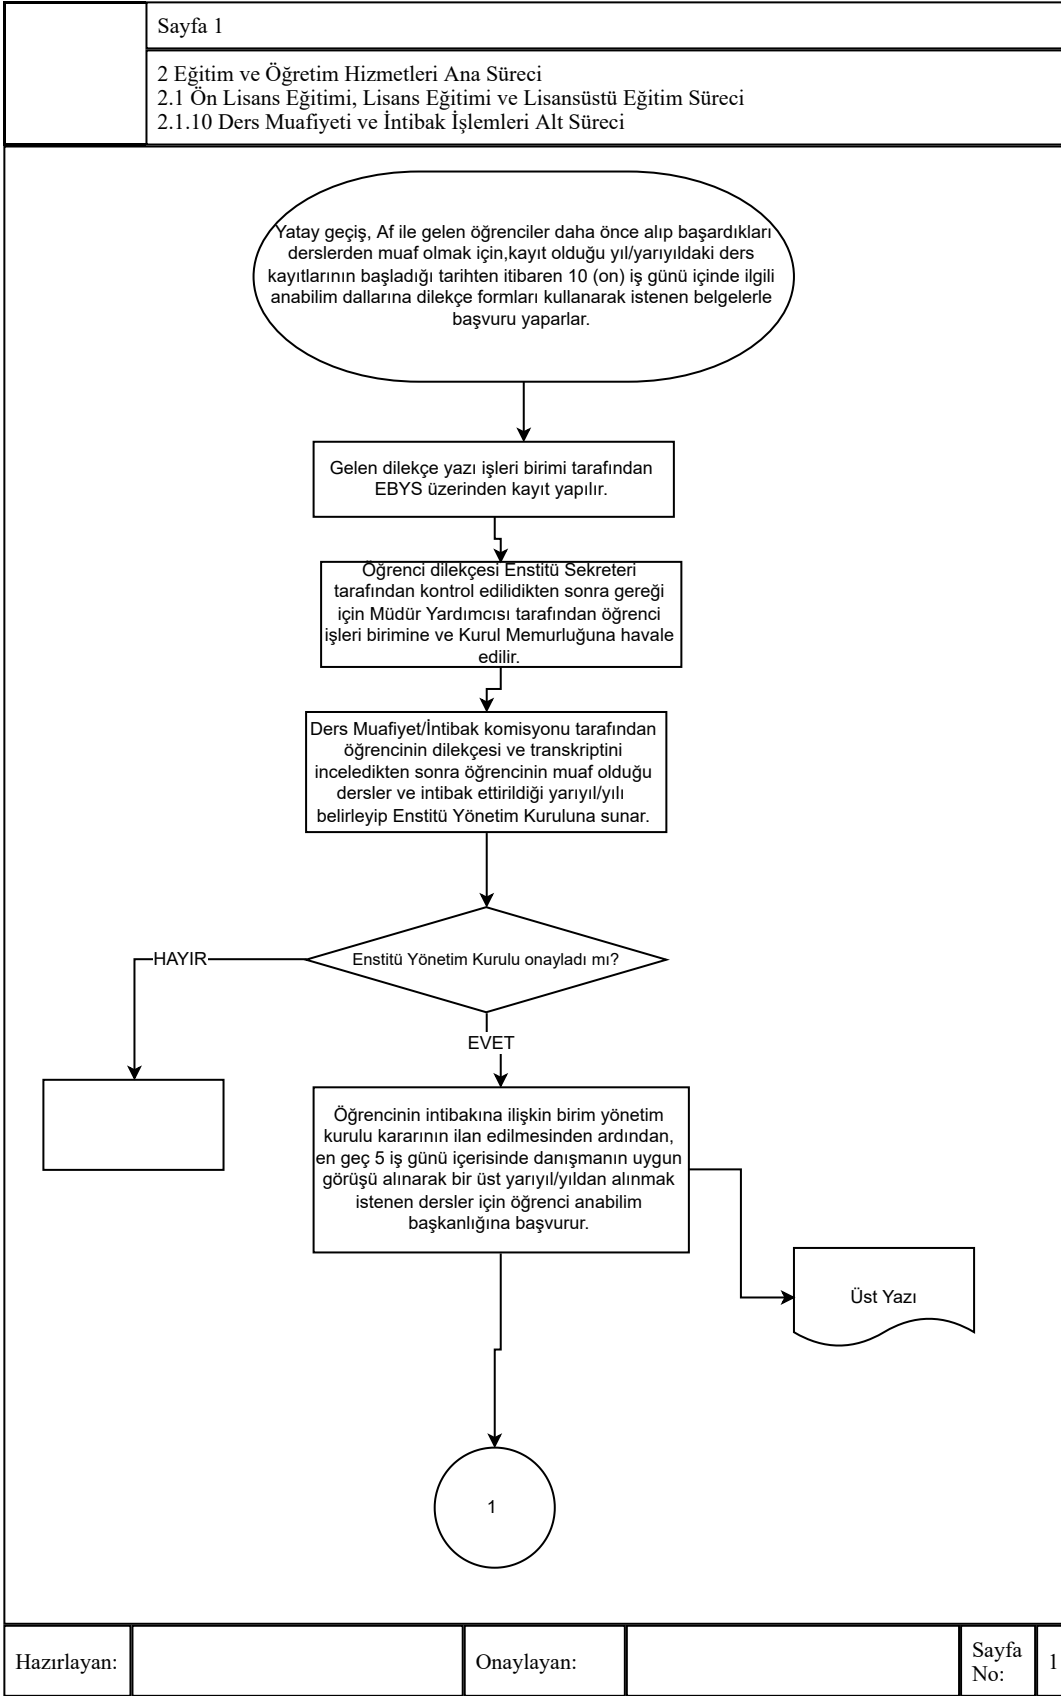 Sayfa 1
2 Eğitim ve Öğretim Hizmetleri Ana Süreci
2.1 Ön Lisans Eğitimi, Lisans Eğitimi ve Lisansüstü Eğitim Süreci
2.1.10 Ders Muafiyeti ve İntibak İşlemleri Alt Süreci
Yatay geçiş, Af ile gelen öğrenciler daha önce alıp başardıkları
derslerden muaf olmak için,kayıt olduğu yıl/yarıyıldaki ders
kayıtlarının başladığı tarihten itibaren 10 (on) iş günü içinde ilgili
anabilim dallarına dilekçe formları kullanarak istenen belgelerle
başvuru yaparlar.
Gelen dilekçe yazı işleri birimi tarafından
EBYS üzerinden kayıt yapılır.
Öğrenci dilekçesi Enstitü Sekreteri
tarafından kontrol edilidikten sonra gereği
için Müdür Yardımcısı tarafından öğrenci
işleri birimine ve Kurul Memurluğuna havale
edilir.
Ders Muafiyet/İntibak komisyonu tarafından
öğrencinin dilekçesi ve transkriptini
inceledikten sonra öğrencinin muaf olduğu
dersler ve intibak ettirildiği yarıyıl/yılı
belirleyip Enstitü Yönetim Kuruluna sunar.
Enstitü Yönetim Kurulu onayladı mı?
HAYIR
EVET
Öğrencinin intibakına ilişkin birim yönetim
kurulu kararının ilan edilmesinden ardından,
en geç 5 iş günü içerisinde danışmanın uygun
görüşü alınarak bir üst yarıyıl/yıldan alınmak
istenen dersler için öğrenci anabilim
başkanlığına başvurur.
Üst Yazı
1
Hazırlayan:
Onaylayan:
Sayfa
No:
1